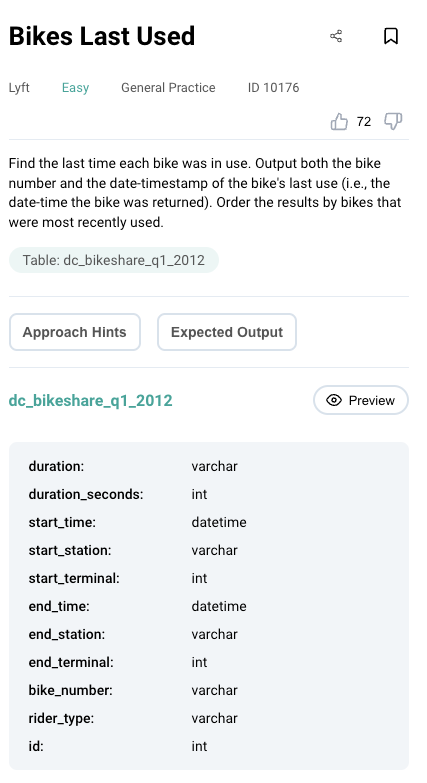 Bikes Last Used
Lyft Easy General Practice ID 10176
72
Find the last time each bike was in use. Output both the bike
number and the date-timestamp of the bike's last use (i.e., the
date-time the bike was returned). Order the results by bikes that
were most recently used.
Table: dc_bikeshare_q1_2012
Approach Hints Expected Output
dc_bikeshare_q1_2012 Preview
duration: varchar
duration_seconds: int
start_time: datetime
start_station: varchar
start_terminal: int
end_time: datetime
end_station: varchar
end_terminal: int
bike_number: varchar
rider_type: varchar
id: int